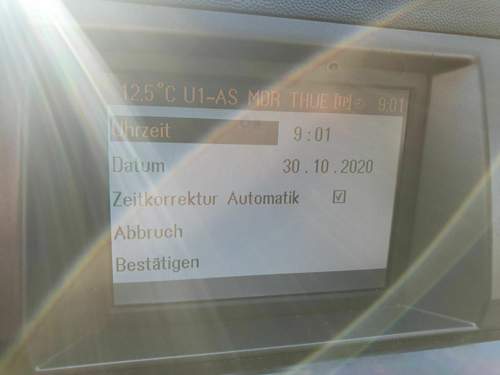 12.5°C U1-AS MDR THUE 9:01
Uhrzeit 9:01
Datum 30.10.2020
Zeitkorrektur Automatik ☑
Abbruch
Bestätigen